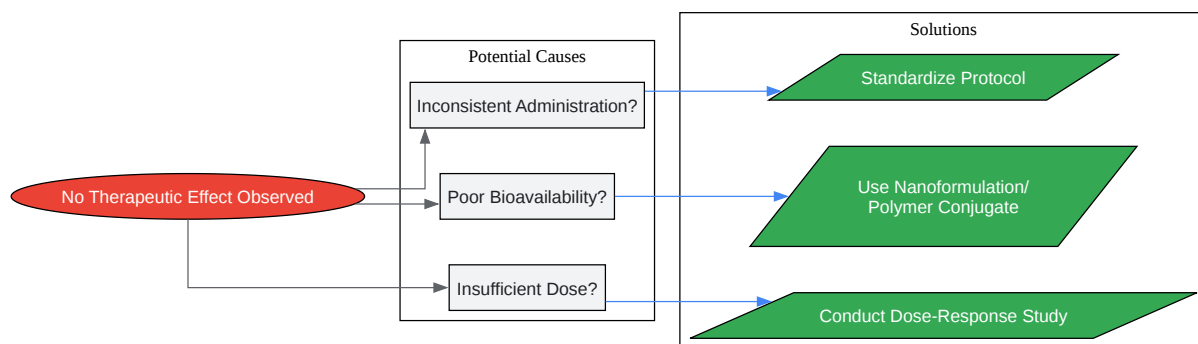 Solutions
Potential Causes
Standardize Protocol
Inconsistent Administration?
No Therapeutic Effect Observed
Poor Bioavailability?
Use Nanoformulation/
Polymer Conjugate
Insufficient Dose?
Conduct Dose-Response Study